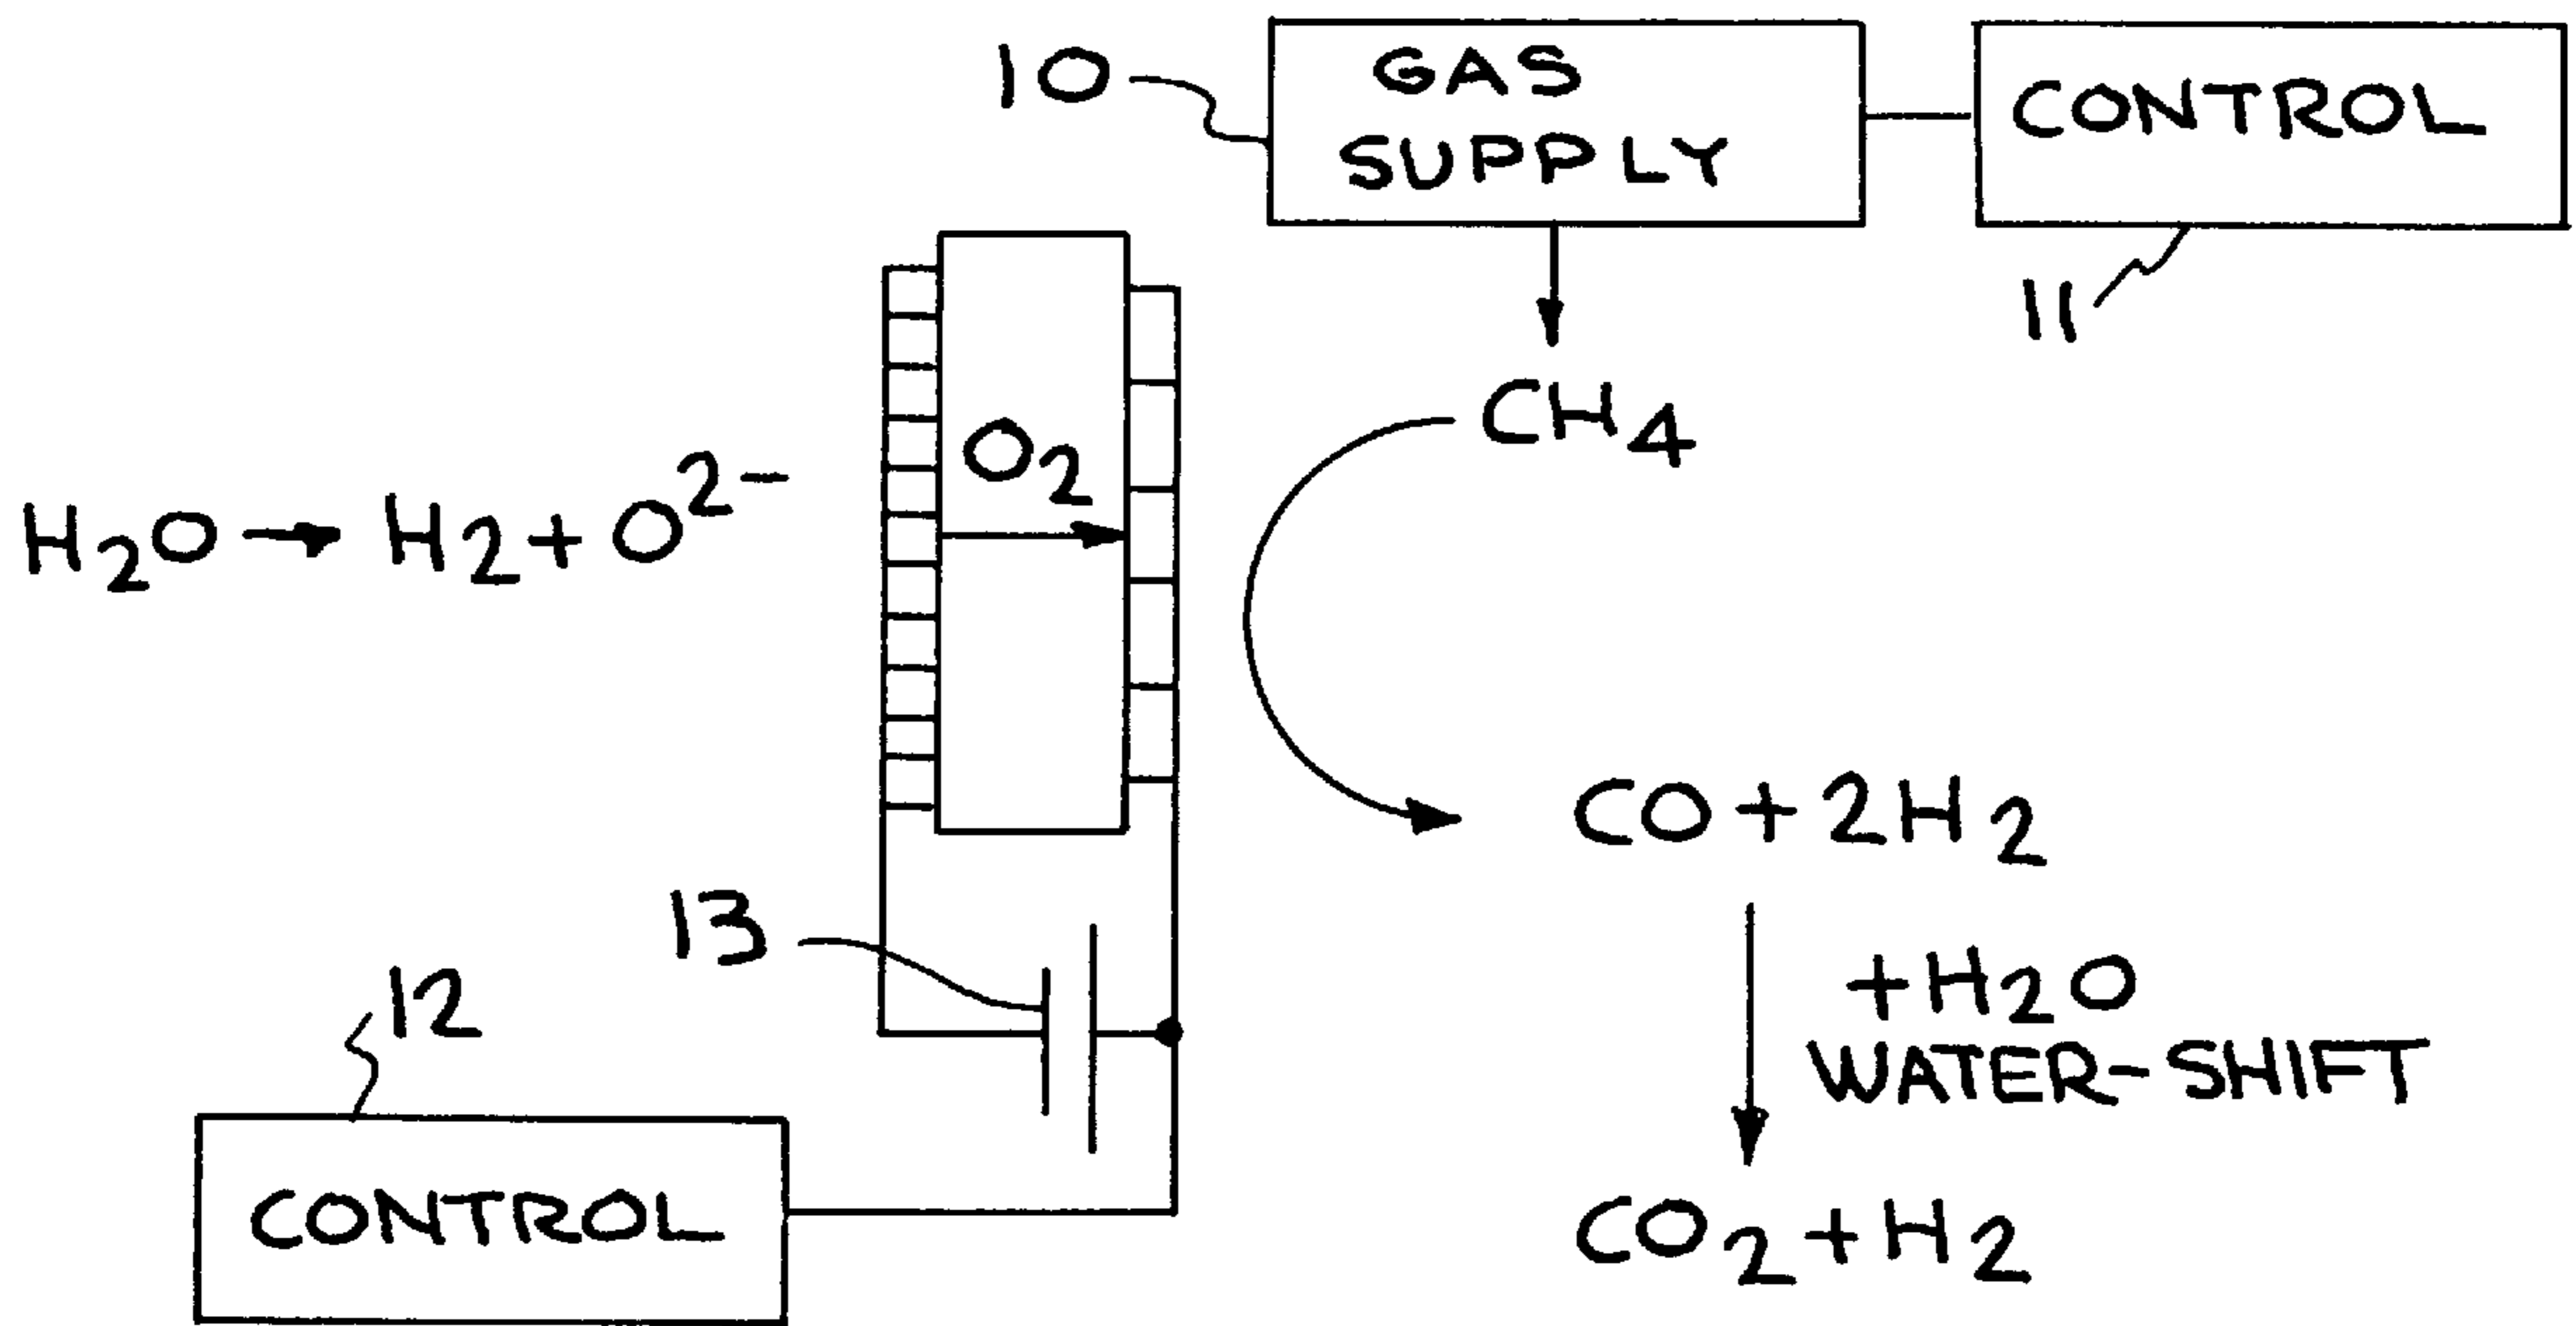 10
GAS
SUPPLY
CONTROL
11
CH₄
O₂
H₂O → H₂ + O²⁻
CO + 2H₂
13
+H₂O
WATER-SHIFT
12
CONTROL
CO₂ + H₂